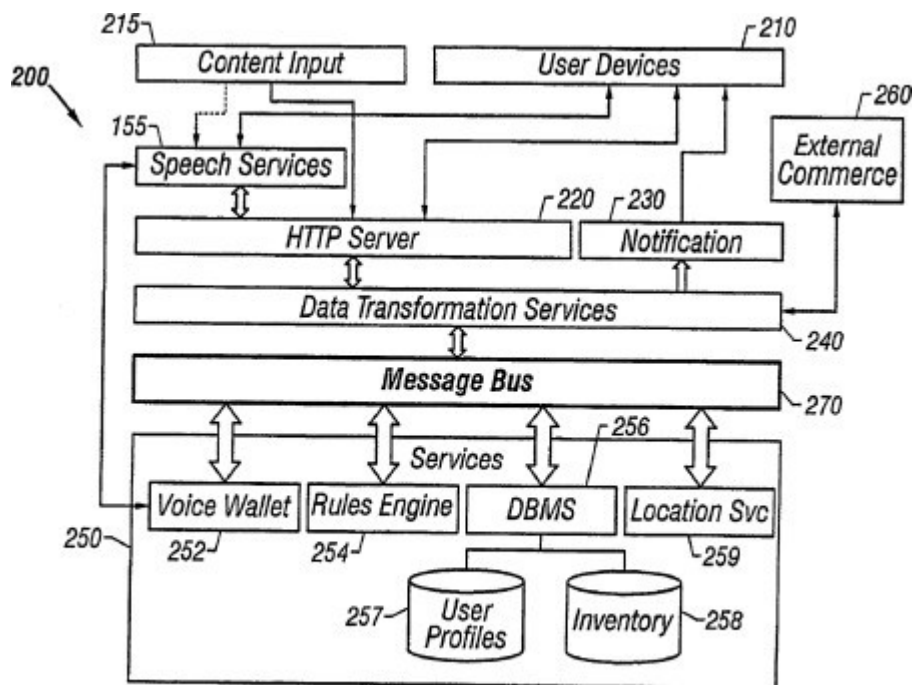 215
210
Content Input
User Devices
200
260
155
External
Commerce
Speech Services
220
230
HTTP Server
Notification
Data Transformation Services
240
Message Bus
270
256
Services
Voice Wallet
Rules Engine
DBMS
Location Svc
250
252
254
259
257
User
Profiles
Inventory
258